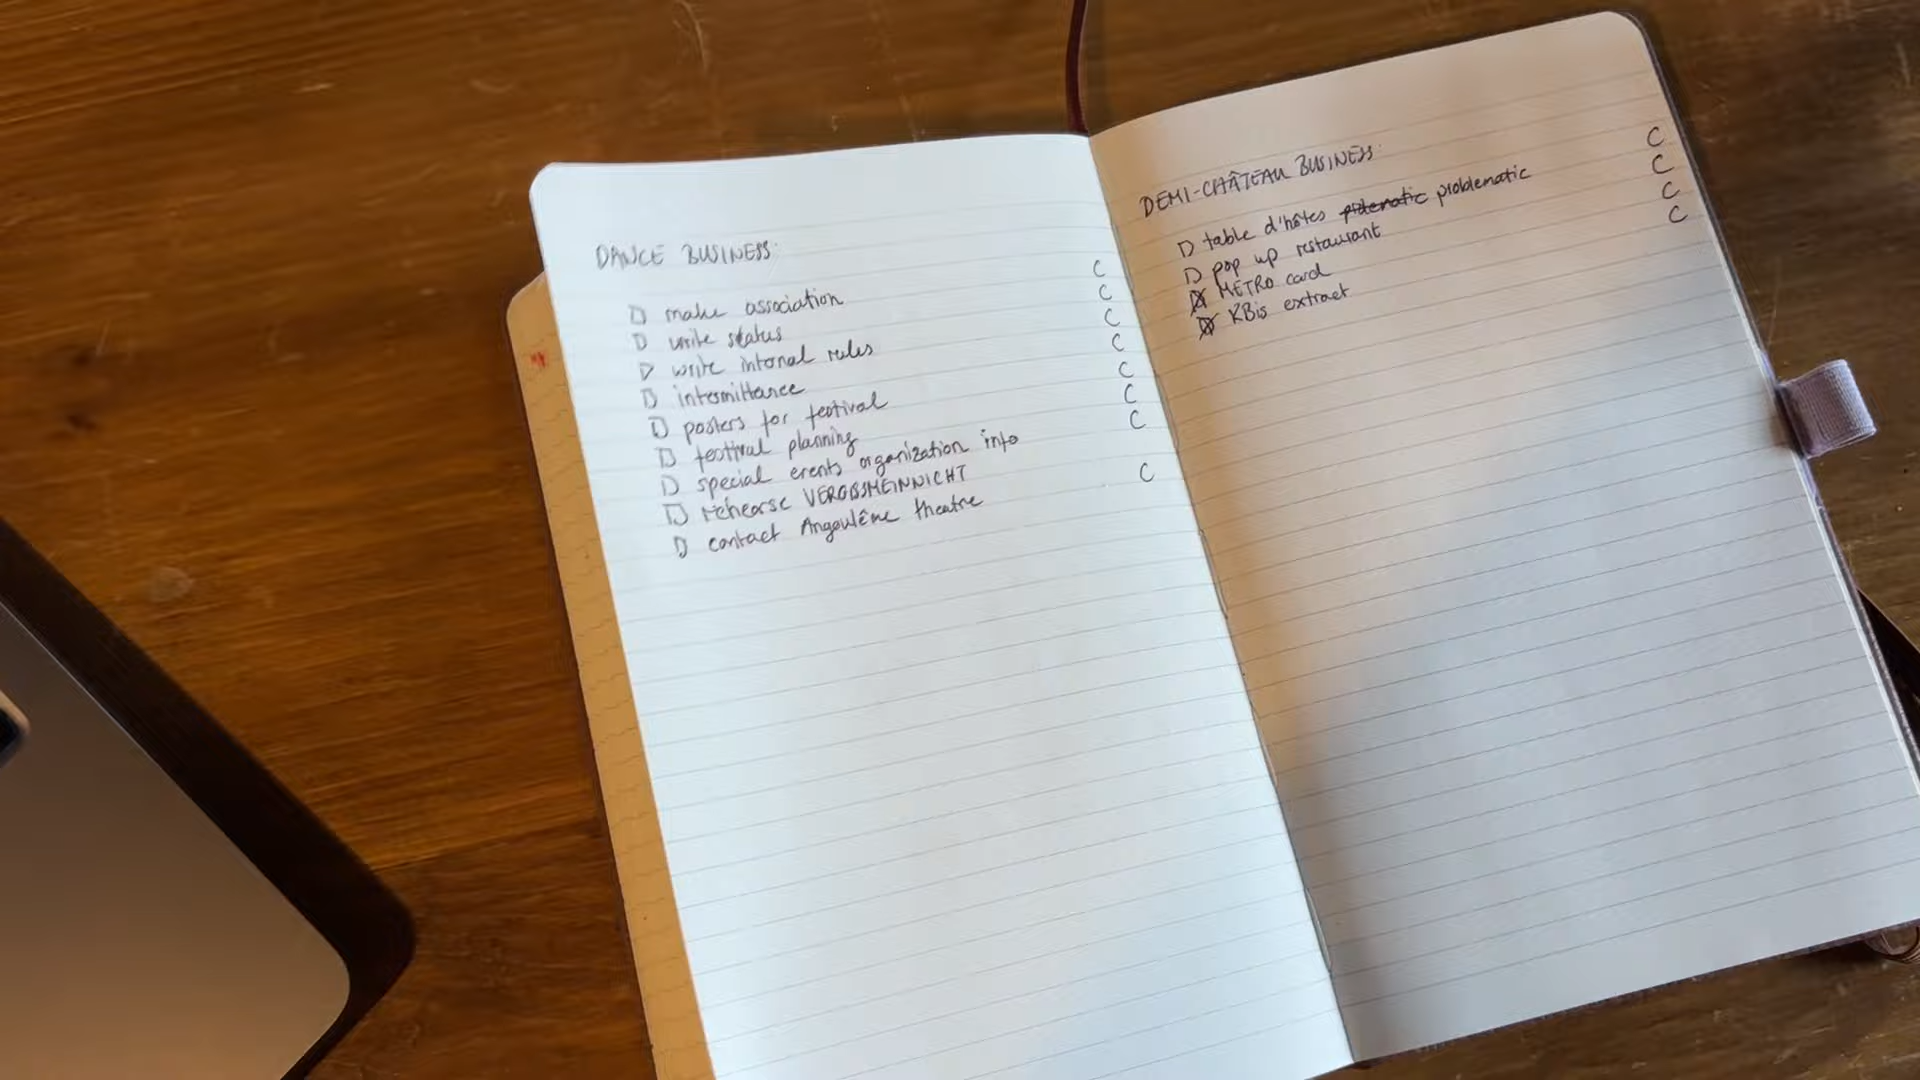 DANCE BUSINESS:
make association C
write status C
write internal rules C
intermittance C
posters for festival C
festival planning C
special events organization info C
rehearse VERGISSMEINNICHT
contact Angoulême theatre C
DEMI-CHÂTEAU BUSINESS:
table d'hôtes problematic C
pop up restaurant C
METRO card C
KBis extract C